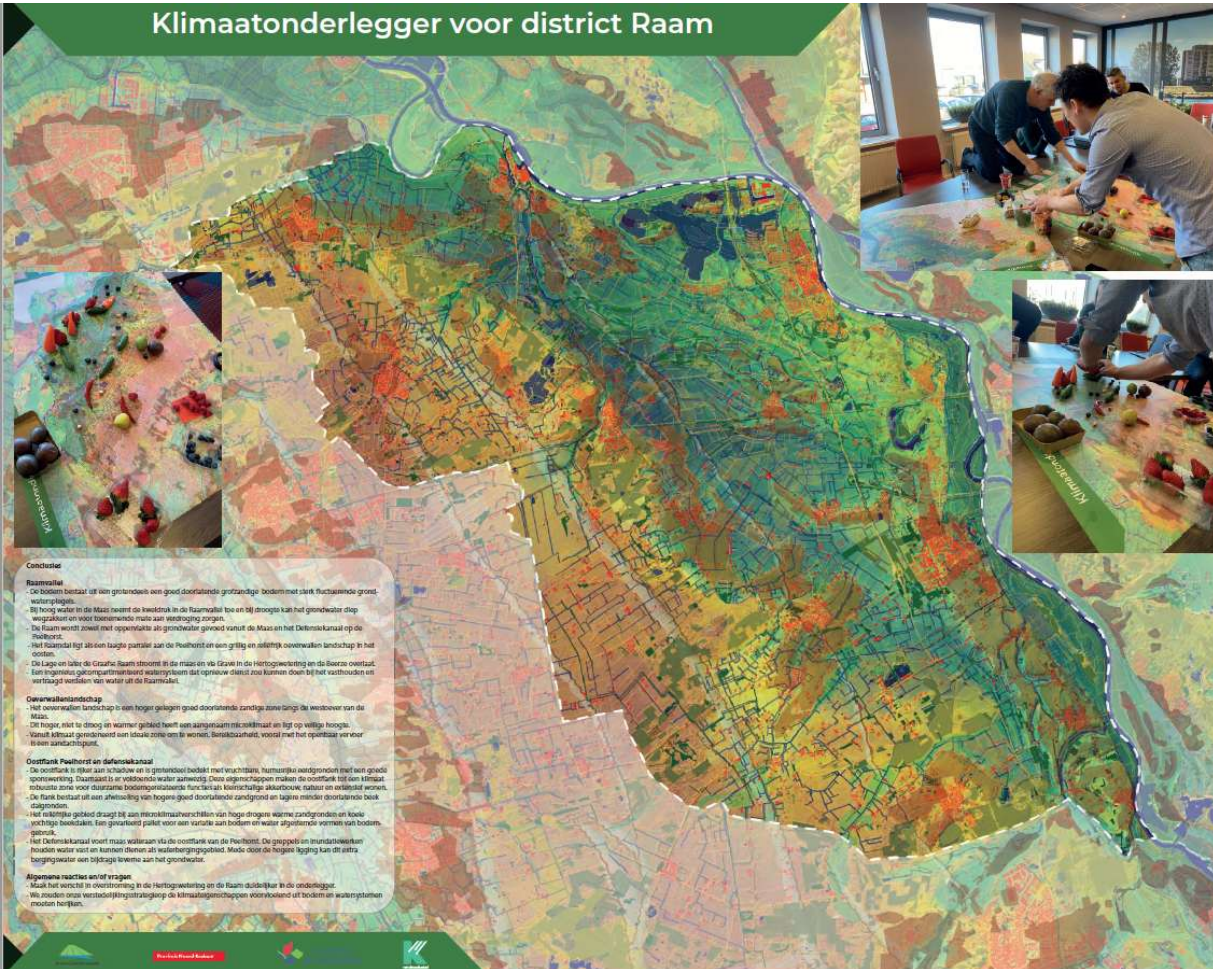 Klimaatonderlegger voor district Raam
Conclusies
Raamvallei
- De bodem bestaat uit een grotendeels een goed doorlatende grofzandige bodem met sterk fluctuerende grond-
waterspiegels.
- Bij hoog water in de Maas neemt de kweldruk in de Raamvallei toe en bij droogte kan het grondwater diep
wegzakken en voor toenemende mate aan verdroging zorgen.
- De Raam wordt zowel met oppervlakte als grondwater gevoed vanuit de Maas en het Defensiekanaal op de
Peelhorst.
- Het Raamdal ligt als een laagte parralel aan de Peelhorst en een grillig en reliëfrijk oeverwallen landschap in het
oosten.
- De Lage en later de Graafse Raam stroomt in de maas en via Grave in de Hertogswetering en de Beerze overlaat.
Een ingenieus gecompartimenteerd watersysteem dat opnieuw dienst zou kunnen doen bij het vasthouden en
vertraagd verdelen van water uit de Raamvallei.
Oeverwallenlandschap
- Het oeverwallen landschap is een hoger gelegen goed doorlatende zandige zone langs de westoever van de
Maas.
- Dit hoger, niet te droog en warmer gebied heeft een aangenaam microklimaat en ligt op veilige hoogte.
- Vanuit klimaat geredeneerd een ideale zone om te wonen. Bereikbaarheid, vooral met het openbaar vervoer
is een aandachtspunt.
Oostflank Peelhorst en defensiekanaal
- De oostflank is rijker aan schaduw en is grotendeel bedekt met vruchtbare, humusrijke eerdgronden met een goede
sponswerking. Daarnaast is er voldoende water aanwezig. Deze eigenschappen maken de oostflank tot een klimaat
robuuste zone voor duurzame bodemgerelateerde functies als kleinschalige akkerbouw, natuur en extensief wonen.
- De flank bestaat uit een afwisseling van hogere goed doorlatende zandgrond en lagere minder doorlatende beek
dalgronden.
- Het reliëfrijke gebied draagt bij aan microklimaatverschillen van hoge drogere warme zandgronden en koele
vochtige beekdalen. Een gevarieerd pallet voor een variatie aan bodem en water afgestemde vormen van bodem-
gebruik.
- Het Defensiekanaal voert maas wateraan via de oostflank van de Peelhorst. De greppels en inundatiewerken
houden water vast en kunnen dienen als waterbergingsgebied. Mede door de hogere ligging kan dit extra
bergingswater een bijdrage leverne aan het grondwater.
Algemene reacties en/of vragen
- Maak het verschil in overstroming in de Hertogswetering en de Raam duidelijker in de onderlegger.
- We zouden onze verstedelijkingsstrategieop de klimaateigenschappen voortvloeiend uit bodem en watersystemen
moeten herijken.
Provincie Noord-Brabant